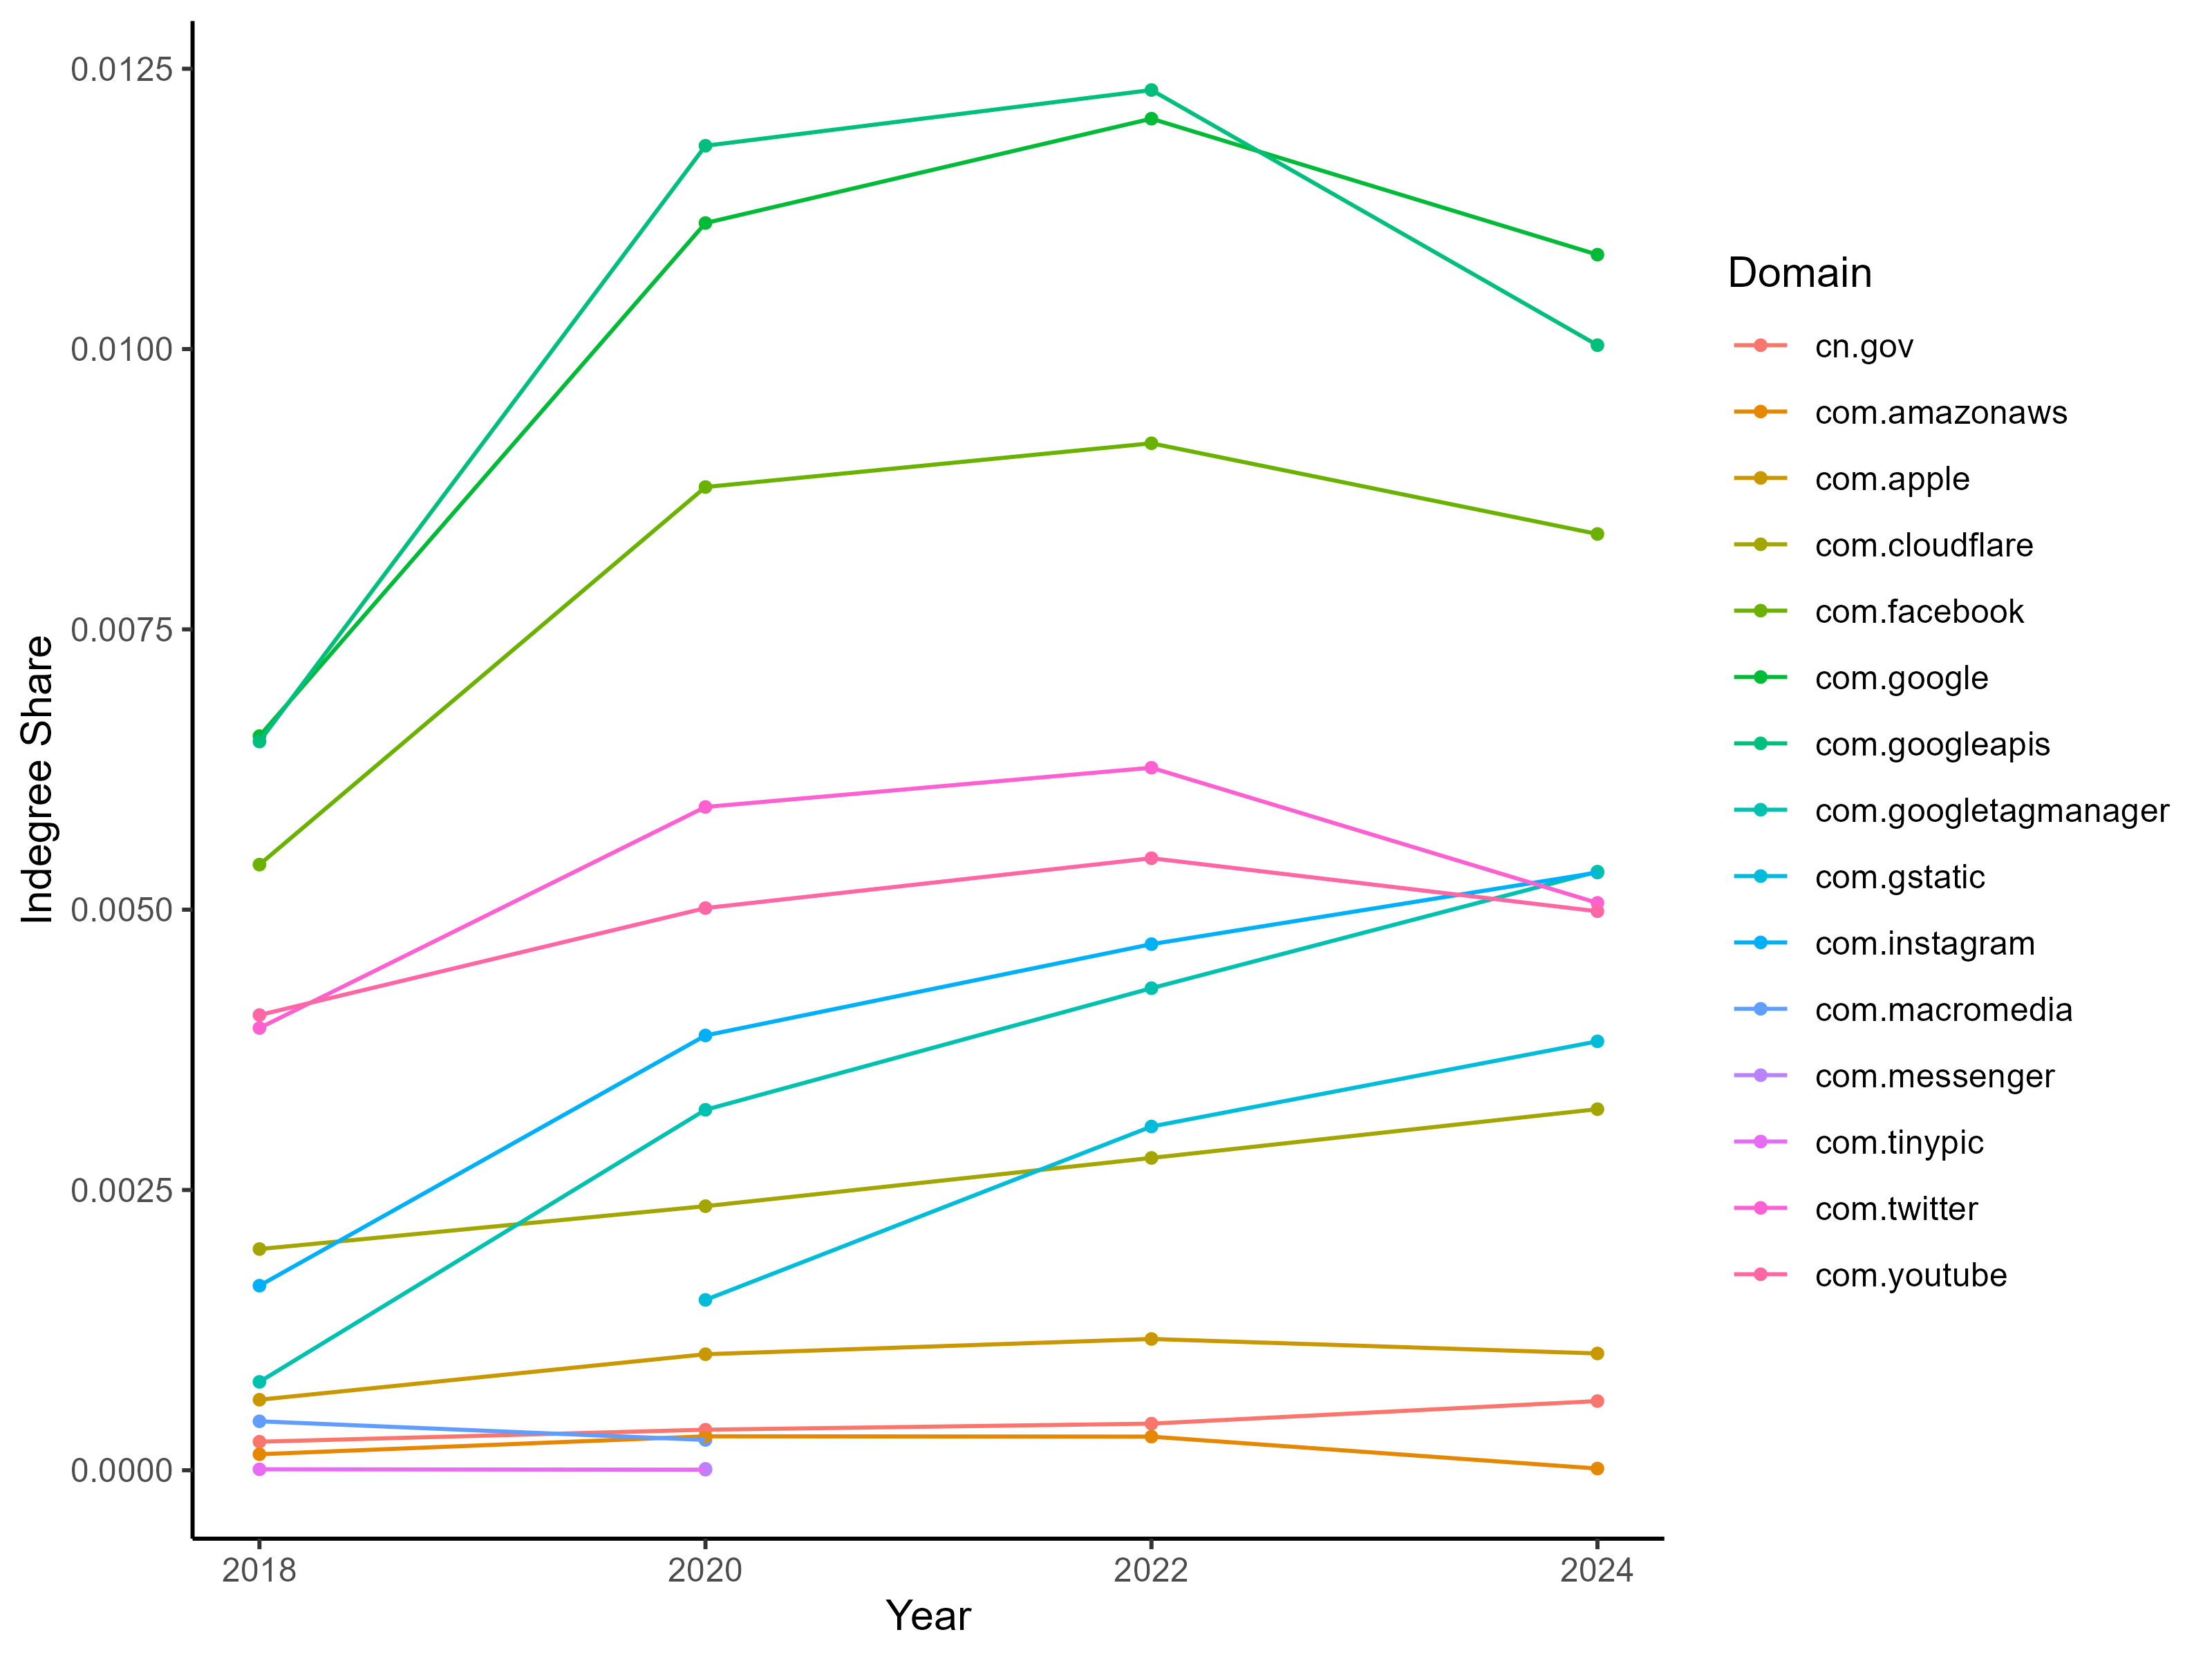 0.0125
0.0100
0.0075
0.0050
0.0025
0.0000
Indegree Share
2018 2020 2022 2024
Year
Domain
cn.gov
com.amazonaws
com.apple
com.cloudflare
com.facebook
com.google
com.googleapis
com.googletagmanager
com.gstatic
com.instagram
com.macromedia
com.messenger
com.tinypic
com.twitter
com.youtube